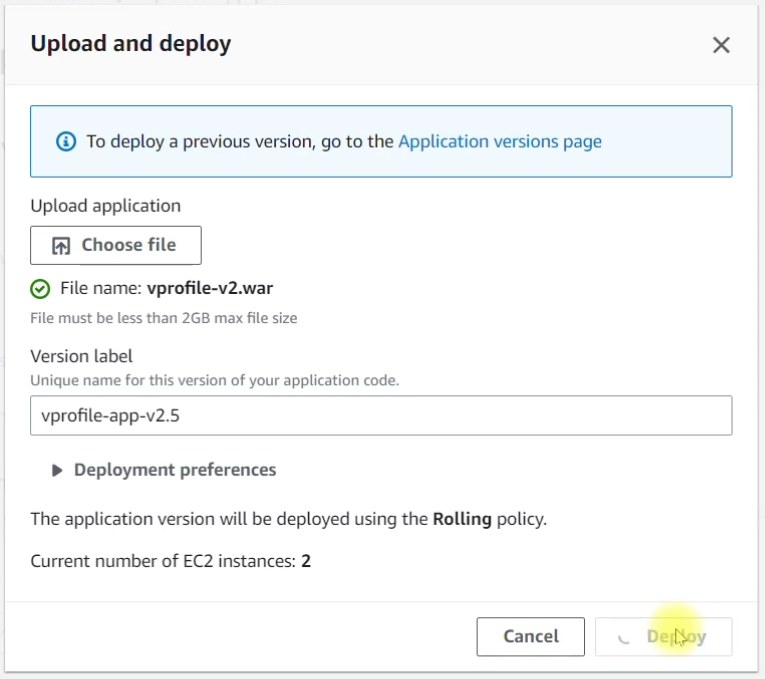 Upload and deploy
To deploy a previous version, go to the Application versions page
Upload application
Choose file
File name: vprofile-v2.war
File must be less than 2GB max file size
Version label
Unique name for this version of your application code.
vprofile-app-v2.5
Deployment preferences
The application version will be deployed using the Rolling policy.
Current number of EC2 instances: 2
Cancel Deploy